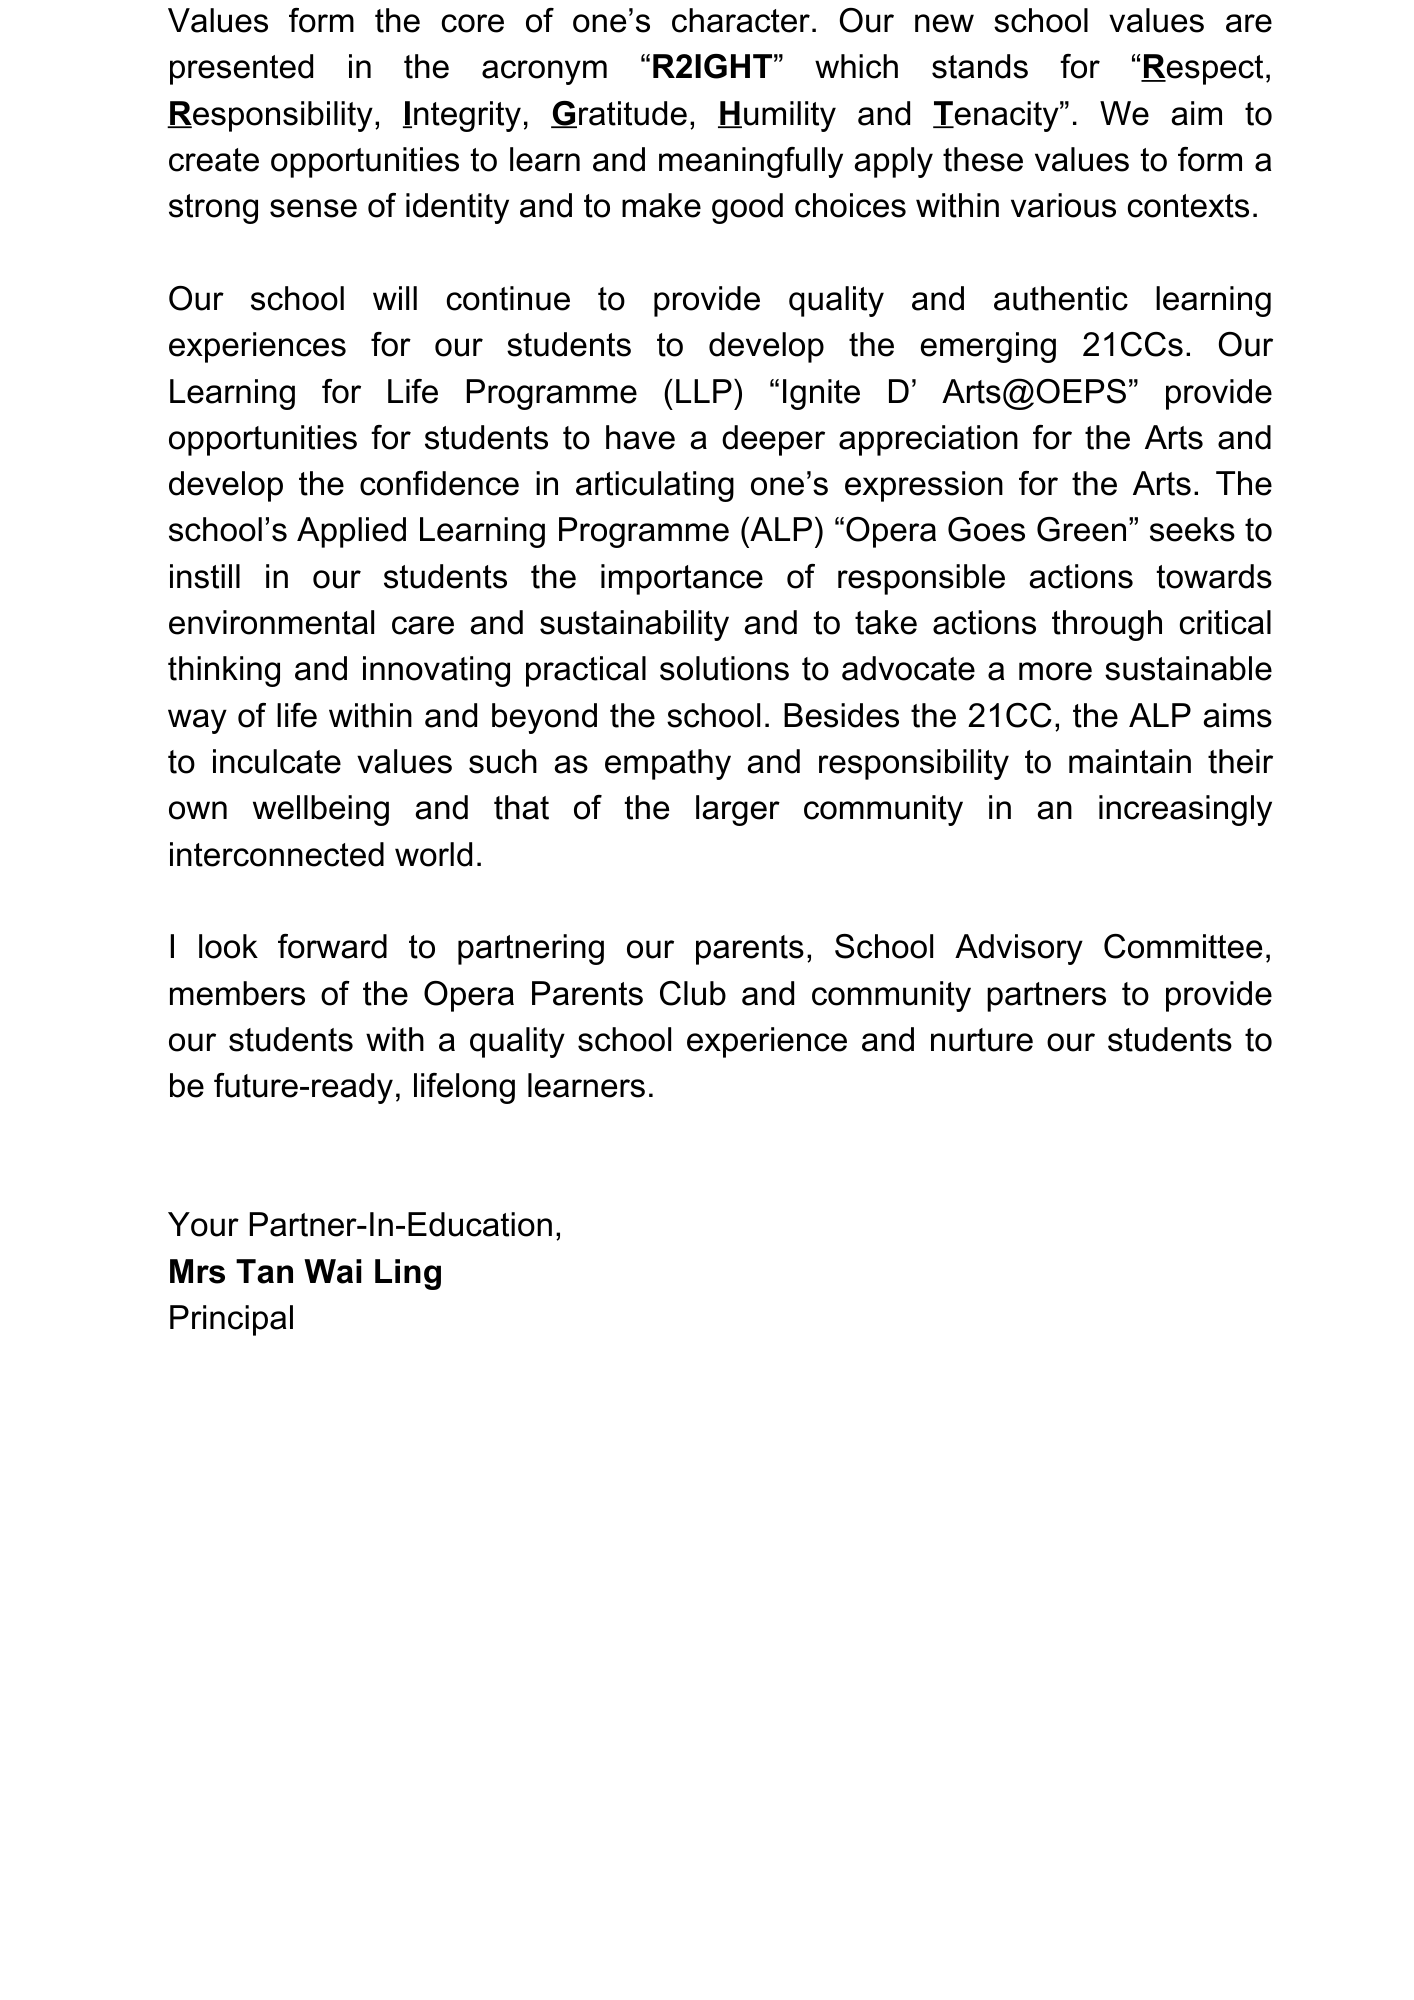 Values form the core of one’s character. Our new school values are
presented in the acronym “R2IGHT” which stands for “Respect,
Responsibility, Integrity, Gratitude, Humility and Tenacity”. We aim to
create opportunities to learn and meaningfully apply these values to form a
strong sense of identity and to make good choices within various contexts.
Our school will continue to provide quality and authentic learning
experiences for our students to develop the emerging 21CCs. Our
Learning for Life Programme (LLP) “Ignite D’ Arts@OEPS” provide
opportunities for students to have a deeper appreciation for the Arts and
develop the confidence in articulating one’s expression for the Arts. The
school’s Applied Learning Programme (ALP) “Opera Goes Green” seeks to
instill in our students the importance of responsible actions towards
environmental care and sustainability and to take actions through critical
thinking and innovating practical solutions to advocate a more sustainable
way of life within and beyond the school. Besides the 21CC, the ALP aims
to inculcate values such as empathy and responsibility to maintain their
own wellbeing and that of the larger community in an increasingly
interconnected world.
I look forward to partnering our parents, School Advisory Committee,
members of the Opera Parents Club and community partners to provide
our students with a quality school experience and nurture our students to
be future-ready, lifelong learners.
Your Partner-In-Education,
Mrs Tan Wai Ling
Principal